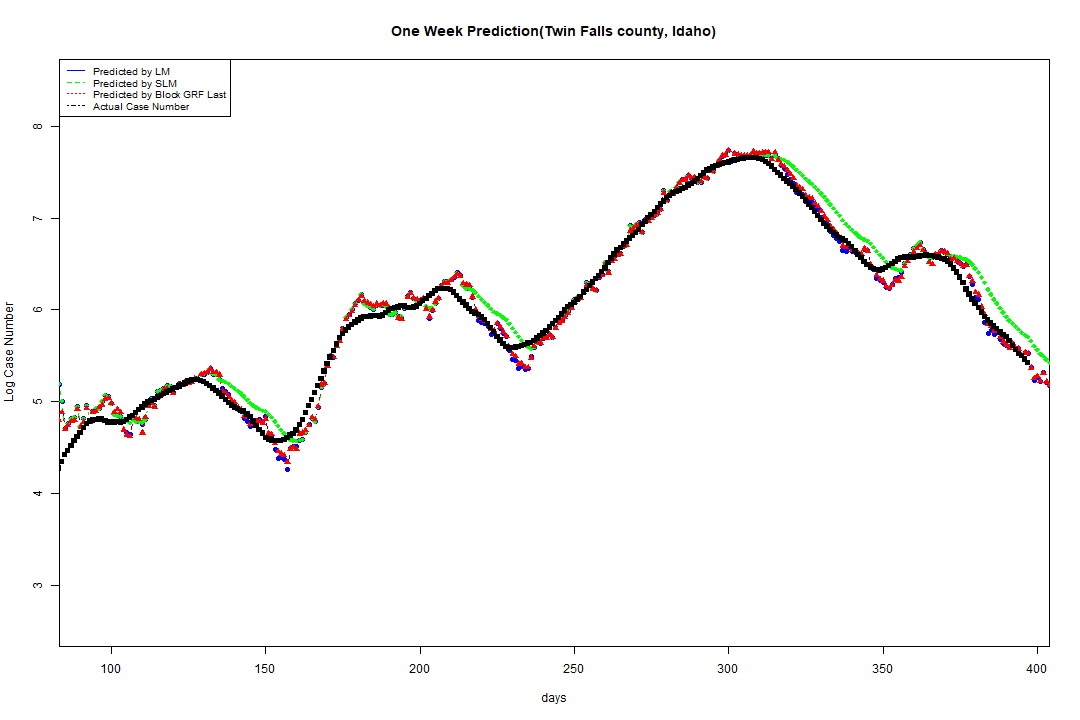 One Week Prediction(Twin Falls county, Idaho)
Predicted by LM
Predicted by SLM
Predicted by Block GRF Last
Actual Case Number
8
7
6
5
4
3
Log Case Number
100 150 200 250 300 350 400
days